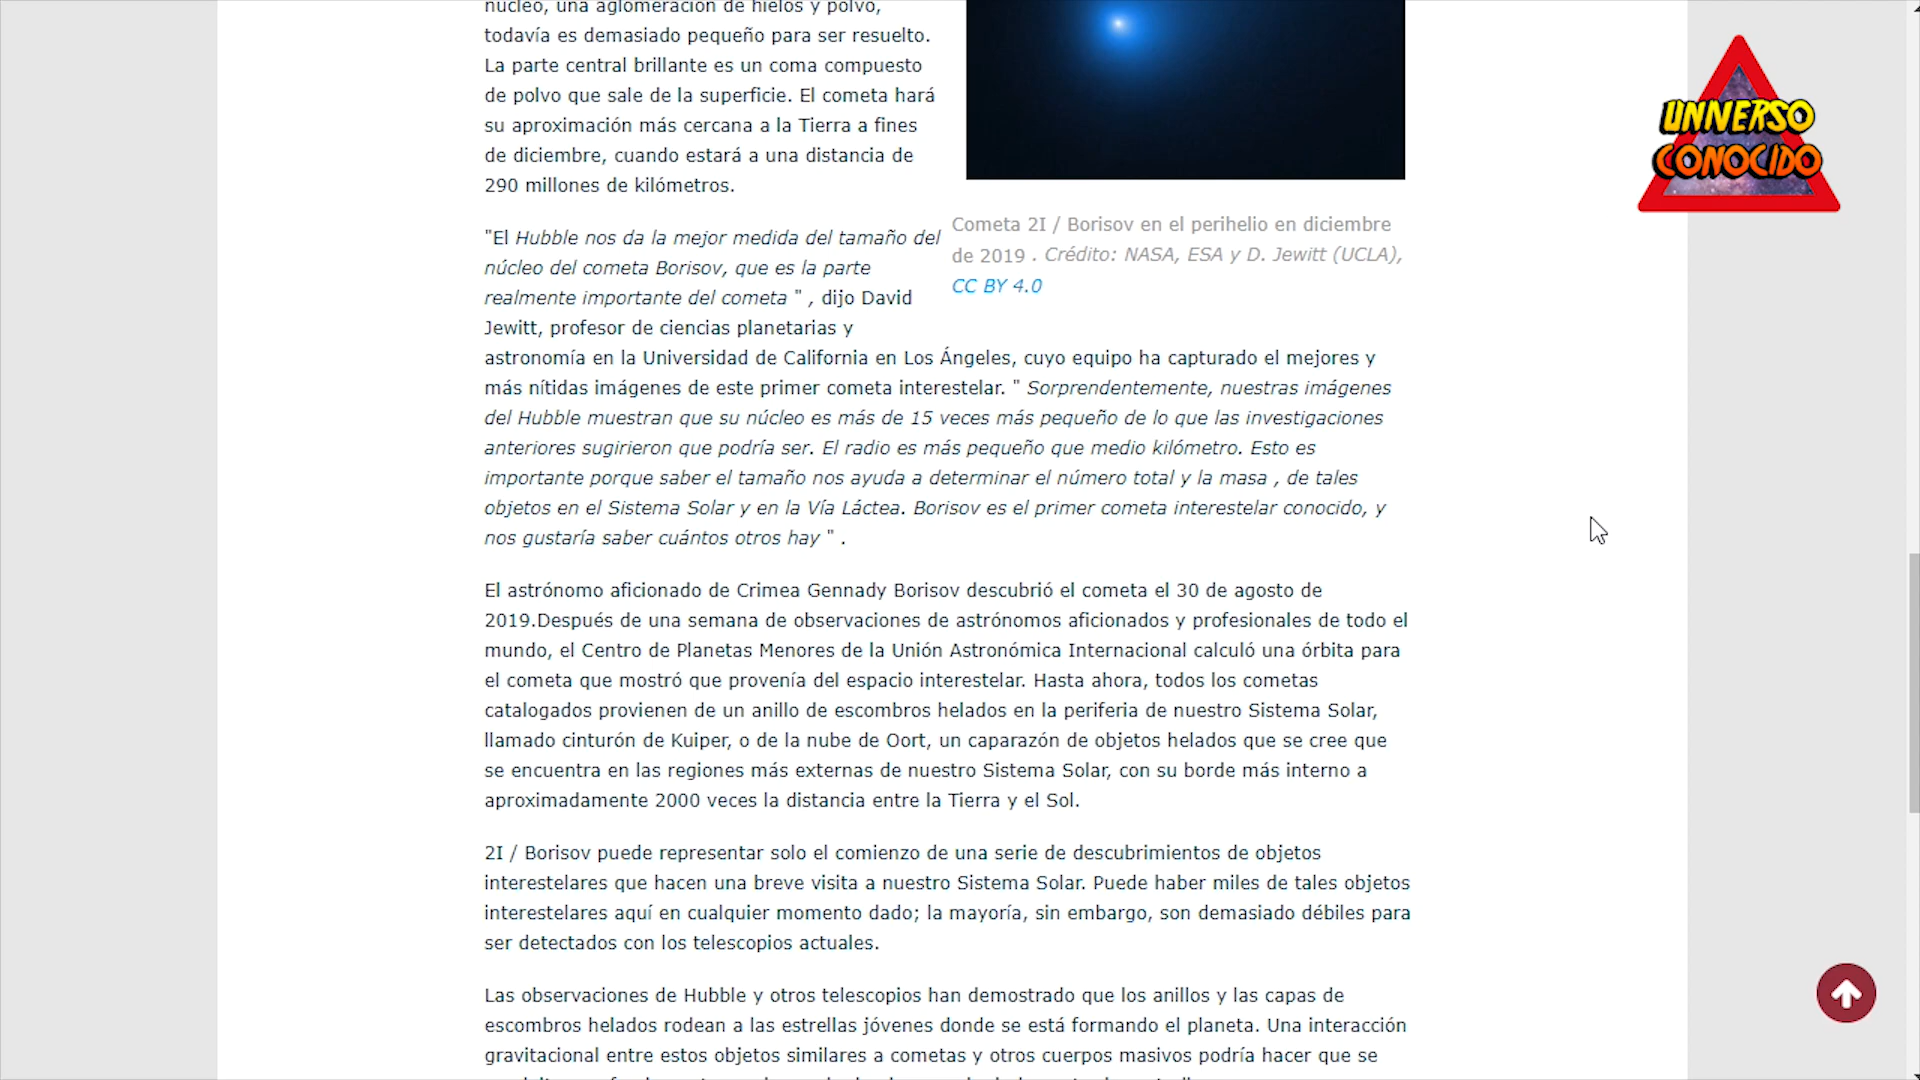 núcleo, una aglomeración de hielos y polvo,
todavía es demasiado pequeño para ser resuelto.
La parte central brillante es un coma compuesto
de polvo que sale de la superficie. El cometa hará
su aproximación más cercana a la Tierra a fines
de diciembre, cuando estará a una distancia de
290 millones de kilómetros.
"El Hubble nos da la mejor medida del tamaño del
núcleo del cometa Borisov, que es la parte
realmente importante del cometa " , dijo David
Jewitt, profesor de ciencias planetarias y
astronomía en la Universidad de California en Los Ángeles, cuyo equipo ha capturado el mejores y
más nítidas imágenes de este primer cometa interestelar. " Sorprendentemente, nuestras imágenes
del Hubble muestran que su núcleo es más de 15 veces más pequeño de lo que las investigaciones
anteriores sugirieron que podría ser. El radio es más pequeño que medio kilómetro. Esto es
importante porque saber el tamaño nos ayuda a determinar el número total y la masa , de tales
objetos en el Sistema Solar y en la Vía Láctea. Borisov es el primer cometa interestelar conocido, y
nos gustaría saber cuántos otros hay " .
El astrónomo aficionado de Crimea Gennady Borisov descubrió el cometa el 30 de agosto de
2019.Después de una semana de observaciones de astrónomos aficionados y profesionales de todo el
mundo, el Centro de Planetas Menores de la Unión Astronómica Internacional calculó una órbita para
el cometa que mostró que provenía del espacio interestelar. Hasta ahora, todos los cometas
catalogados provienen de un anillo de escombros helados en la periferia de nuestro Sistema Solar,
llamado cinturón de Kuiper, o de la nube de Oort, un caparazón de objetos helados que se cree que
se encuentra en las regiones más externas de nuestro Sistema Solar, con su borde más interno a
aproximadamente 2000 veces la distancia entre la Tierra y el Sol.
2I / Borisov puede representar solo el comienzo de una serie de descubrimientos de objetos
interestelares que hacen una breve visita a nuestro Sistema Solar. Puede haber miles de tales objetos
interestelares aquí en cualquier momento dado; la mayoría, sin embargo, son demasiado débiles para
ser detectados con los telescopios actuales.
Las observaciones de Hubble y otros telescopios han demostrado que los anillos y las capas de
escombros helados rodean a las estrellas jóvenes donde se está formando el planeta. Una interacción
gravitacional entre estos objetos similares a cometas y otros cuerpos masivos podría hacer que se
Cometa 2I / Borisov en el perihelio en diciembre
de 2019 . Crédito: NASA, ESA y D. Jewitt (UCLA),
CC BY 4.0
UNIVERSO
CONOCIDO